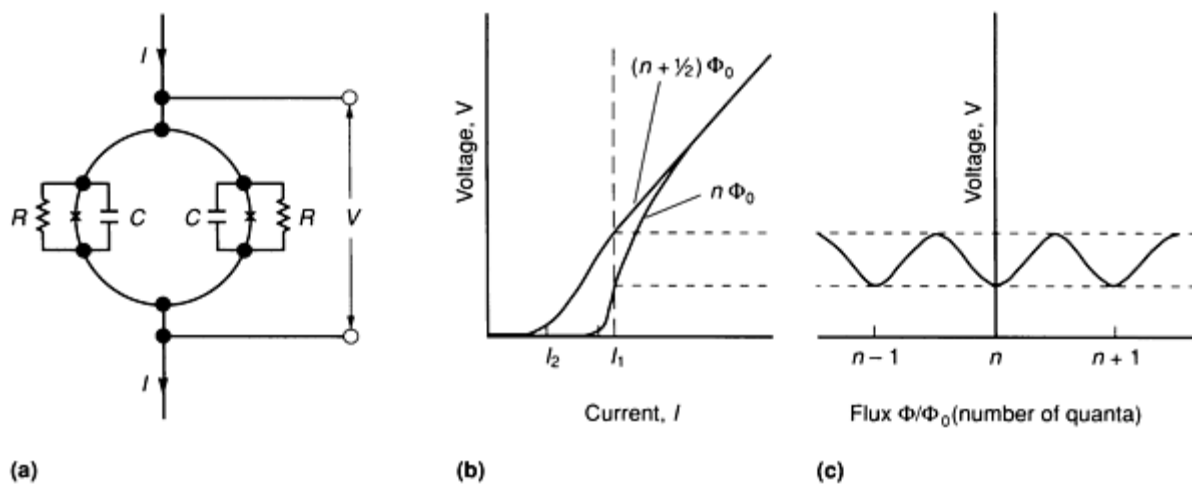 I
R
C
C
R
V
I
(a)
Voltage, V
(n + ½) Φ₀
n Φ₀
I₂
I₁
Current, I
(b)
Voltage, V
n − 1
n
n + 1
Flux Φ/Φ₀(number of quanta)
(c)